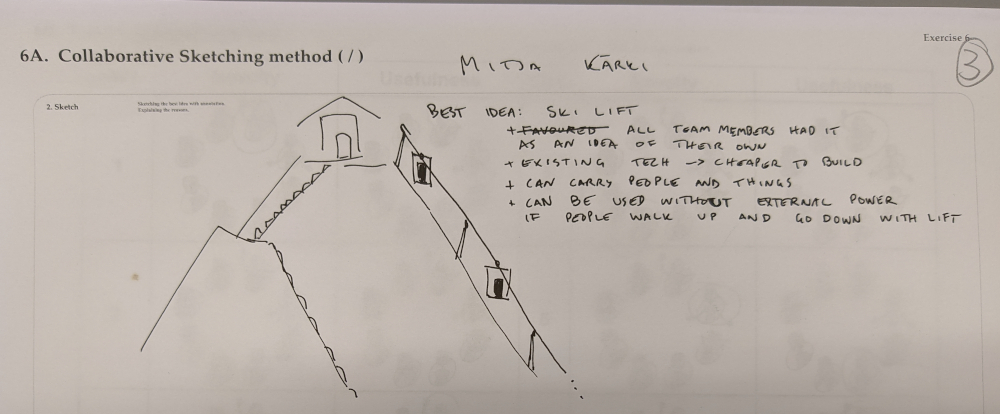 Exercise 6
3
6A. Collaborative Sketching method ( / )
MITJA KÄRKI
2. Sketch
Sketching the best idea with annotation.
Explaining the reasons.
BEST IDEA: SKI LIFT
+ FAVOURED ALL TEAM MEMBERS HAD IT
AS AN IDEA OF THEIR OWN
+ EXISTING TECH -> CHEAPER TO BUILD
+ CAN CARRY PEOPLE AND THINGS
+ CAN BE USED WITHOUT EXTERNAL POWER
IF PEOPLE WALK UP AND GO DOWN WITH LIFT